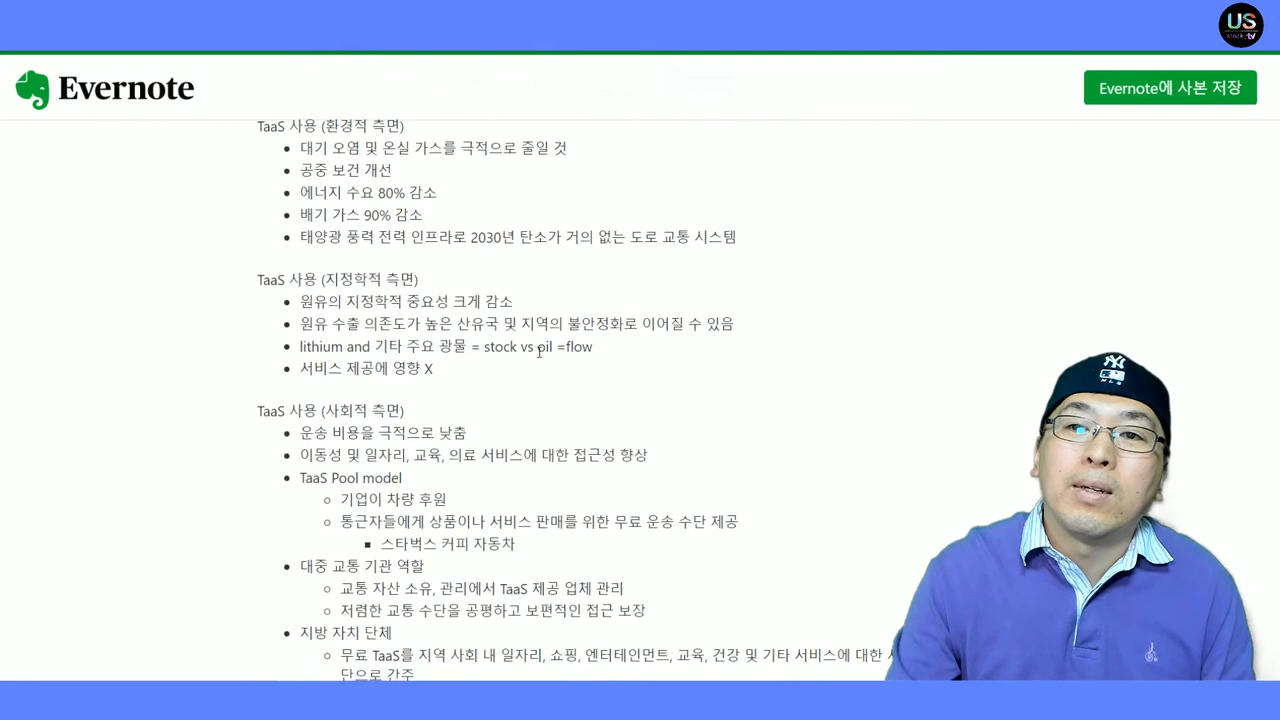 US
stock.tv
Evernote
Evernote에 사본 저장
TaaS 사용 (환경적 측면)
대기 오염 및 온실 가스를 극적으로 줄일 것
공중 보건 개선
에너지 수요 80% 감소
배기 가스 90% 감소
태양광 풍력 전력 인프라로 2030년 탄소가 거의 없는 도로 교통 시스템
TaaS 사용 (지정학적 측면)
원유의 지정학적 중요성 크게 감소
원유 수출 의존도가 높은 산유국 및 지역의 불안정화로 이어질 수 있음
lithium and 기타 주요 광물 = stock vs oil =flow
서비스 제공에 영향 X
TaaS 사용 (사회적 측면)
운송 비용을 극적으로 낮춤
이동성 및 일자리, 교육, 의료 서비스에 대한 접근성 향상
TaaS Pool model
기업이 차량 후원
통근자들에게 상품이나 서비스 판매를 위한 무료 운송 수단 제공
스타벅스 커피 자동차
대중 교통 기관 역할
교통 자산 소유, 관리에서 TaaS 제공 업체 관리
저렴한 교통 수단을 공평하고 보편적인 접근 보장
지방 자치 단체
무료 TaaS를 지역 사회 내 일자리, 쇼핑, 엔터테인먼트, 교육, 건강 및 기타 서비스에 대한
단으로 간주